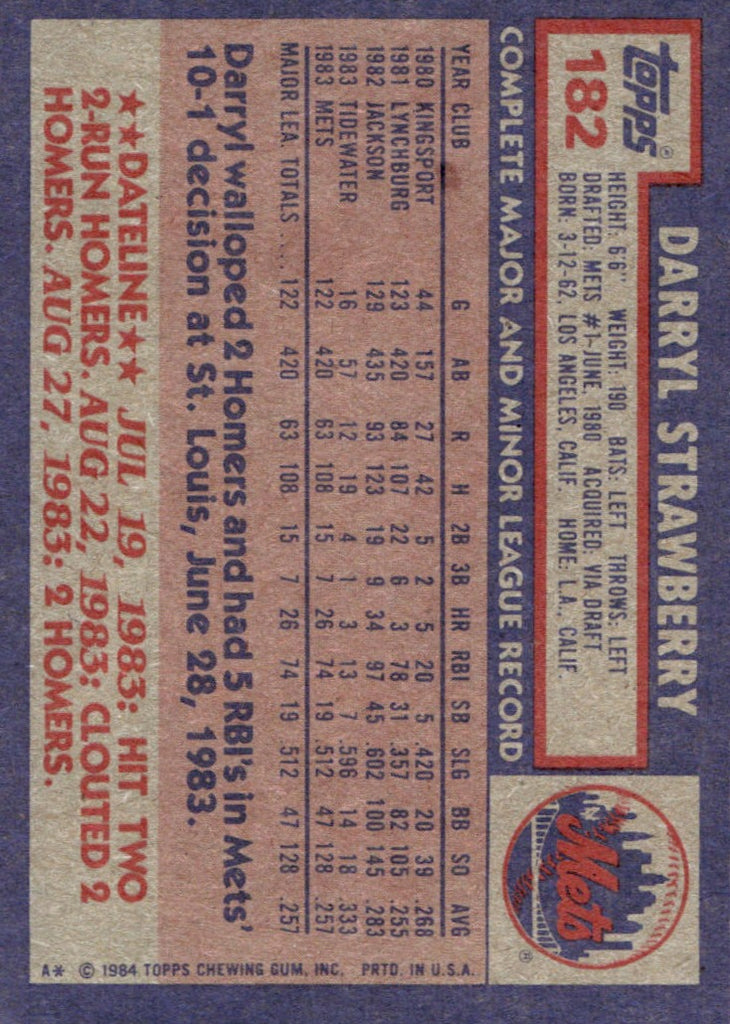 topps®
182
DARRYL STRAWBERRY
HEIGHT: 6'6" WEIGHT: 190 BATS: LEFT THROWS: LEFT
DRAFTED: METS #1-JUNE, 1980 ACQUIRED: VIA DRAFT
BORN: 3-12-62, LOS ANGELES, CALIF. HOME: L.A., CALIF.
NY
Mets
®
COMPLETE MAJOR AND MINOR LEAGUE RECORD
YEAR CLUB G AB R H 2B 3B HR RBI SB SLG BB SO AVG
1980 KINGSPORT 44 157 27 42 5 2 5 20 5 .420 20 39 .268
1981 LYNCHBURG 123 420 84 107 22 6 3 78 31 .357 82 105 .255
1982 JACKSON 129 435 93 123 19 9 34 97 45 .602 100 145 .283
1983 TIDEWATER 16 57 12 19 4 1 3 13 7 .596 14 18 .333
1983 METS 122 420 63 108 15 7 26 74 19 .512 47 128 .257
MAJOR LEA. TOTALS .... 122 420 63 108 15 7 26 74 19 .512 47 128 .257
Darryl walloped 2 Homers and had 5 RBI's in Mets'
10-1 decision at St. Louis, June 28, 1983.
★★DATELINE★★ JUL 19, 1983: HIT TWO
2-RUN HOMERS. AUG 22, 1983: CLOUTED 2
HOMERS. AUG 27, 1983: 2 HOMERS.
A* © 1984 TOPPS CHEWING GUM, INC. PRTD. IN U.S.A.